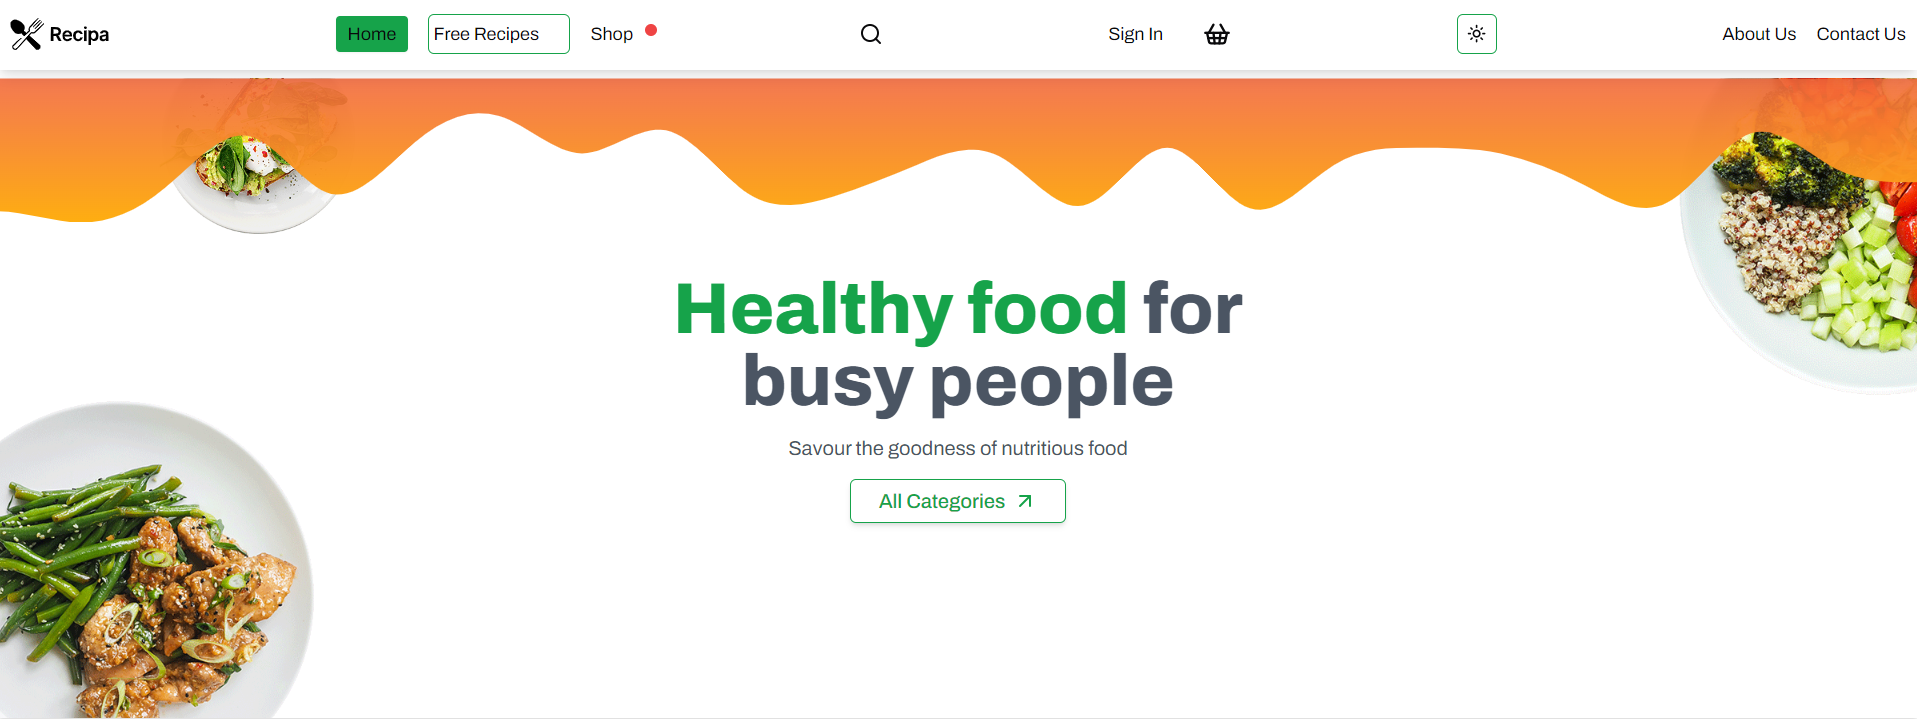 Recipa Home Free Recipes Shop Sign In About Us Contact Us
Healthy food for
busy people
Savour the goodness of nutritious food
All Categories